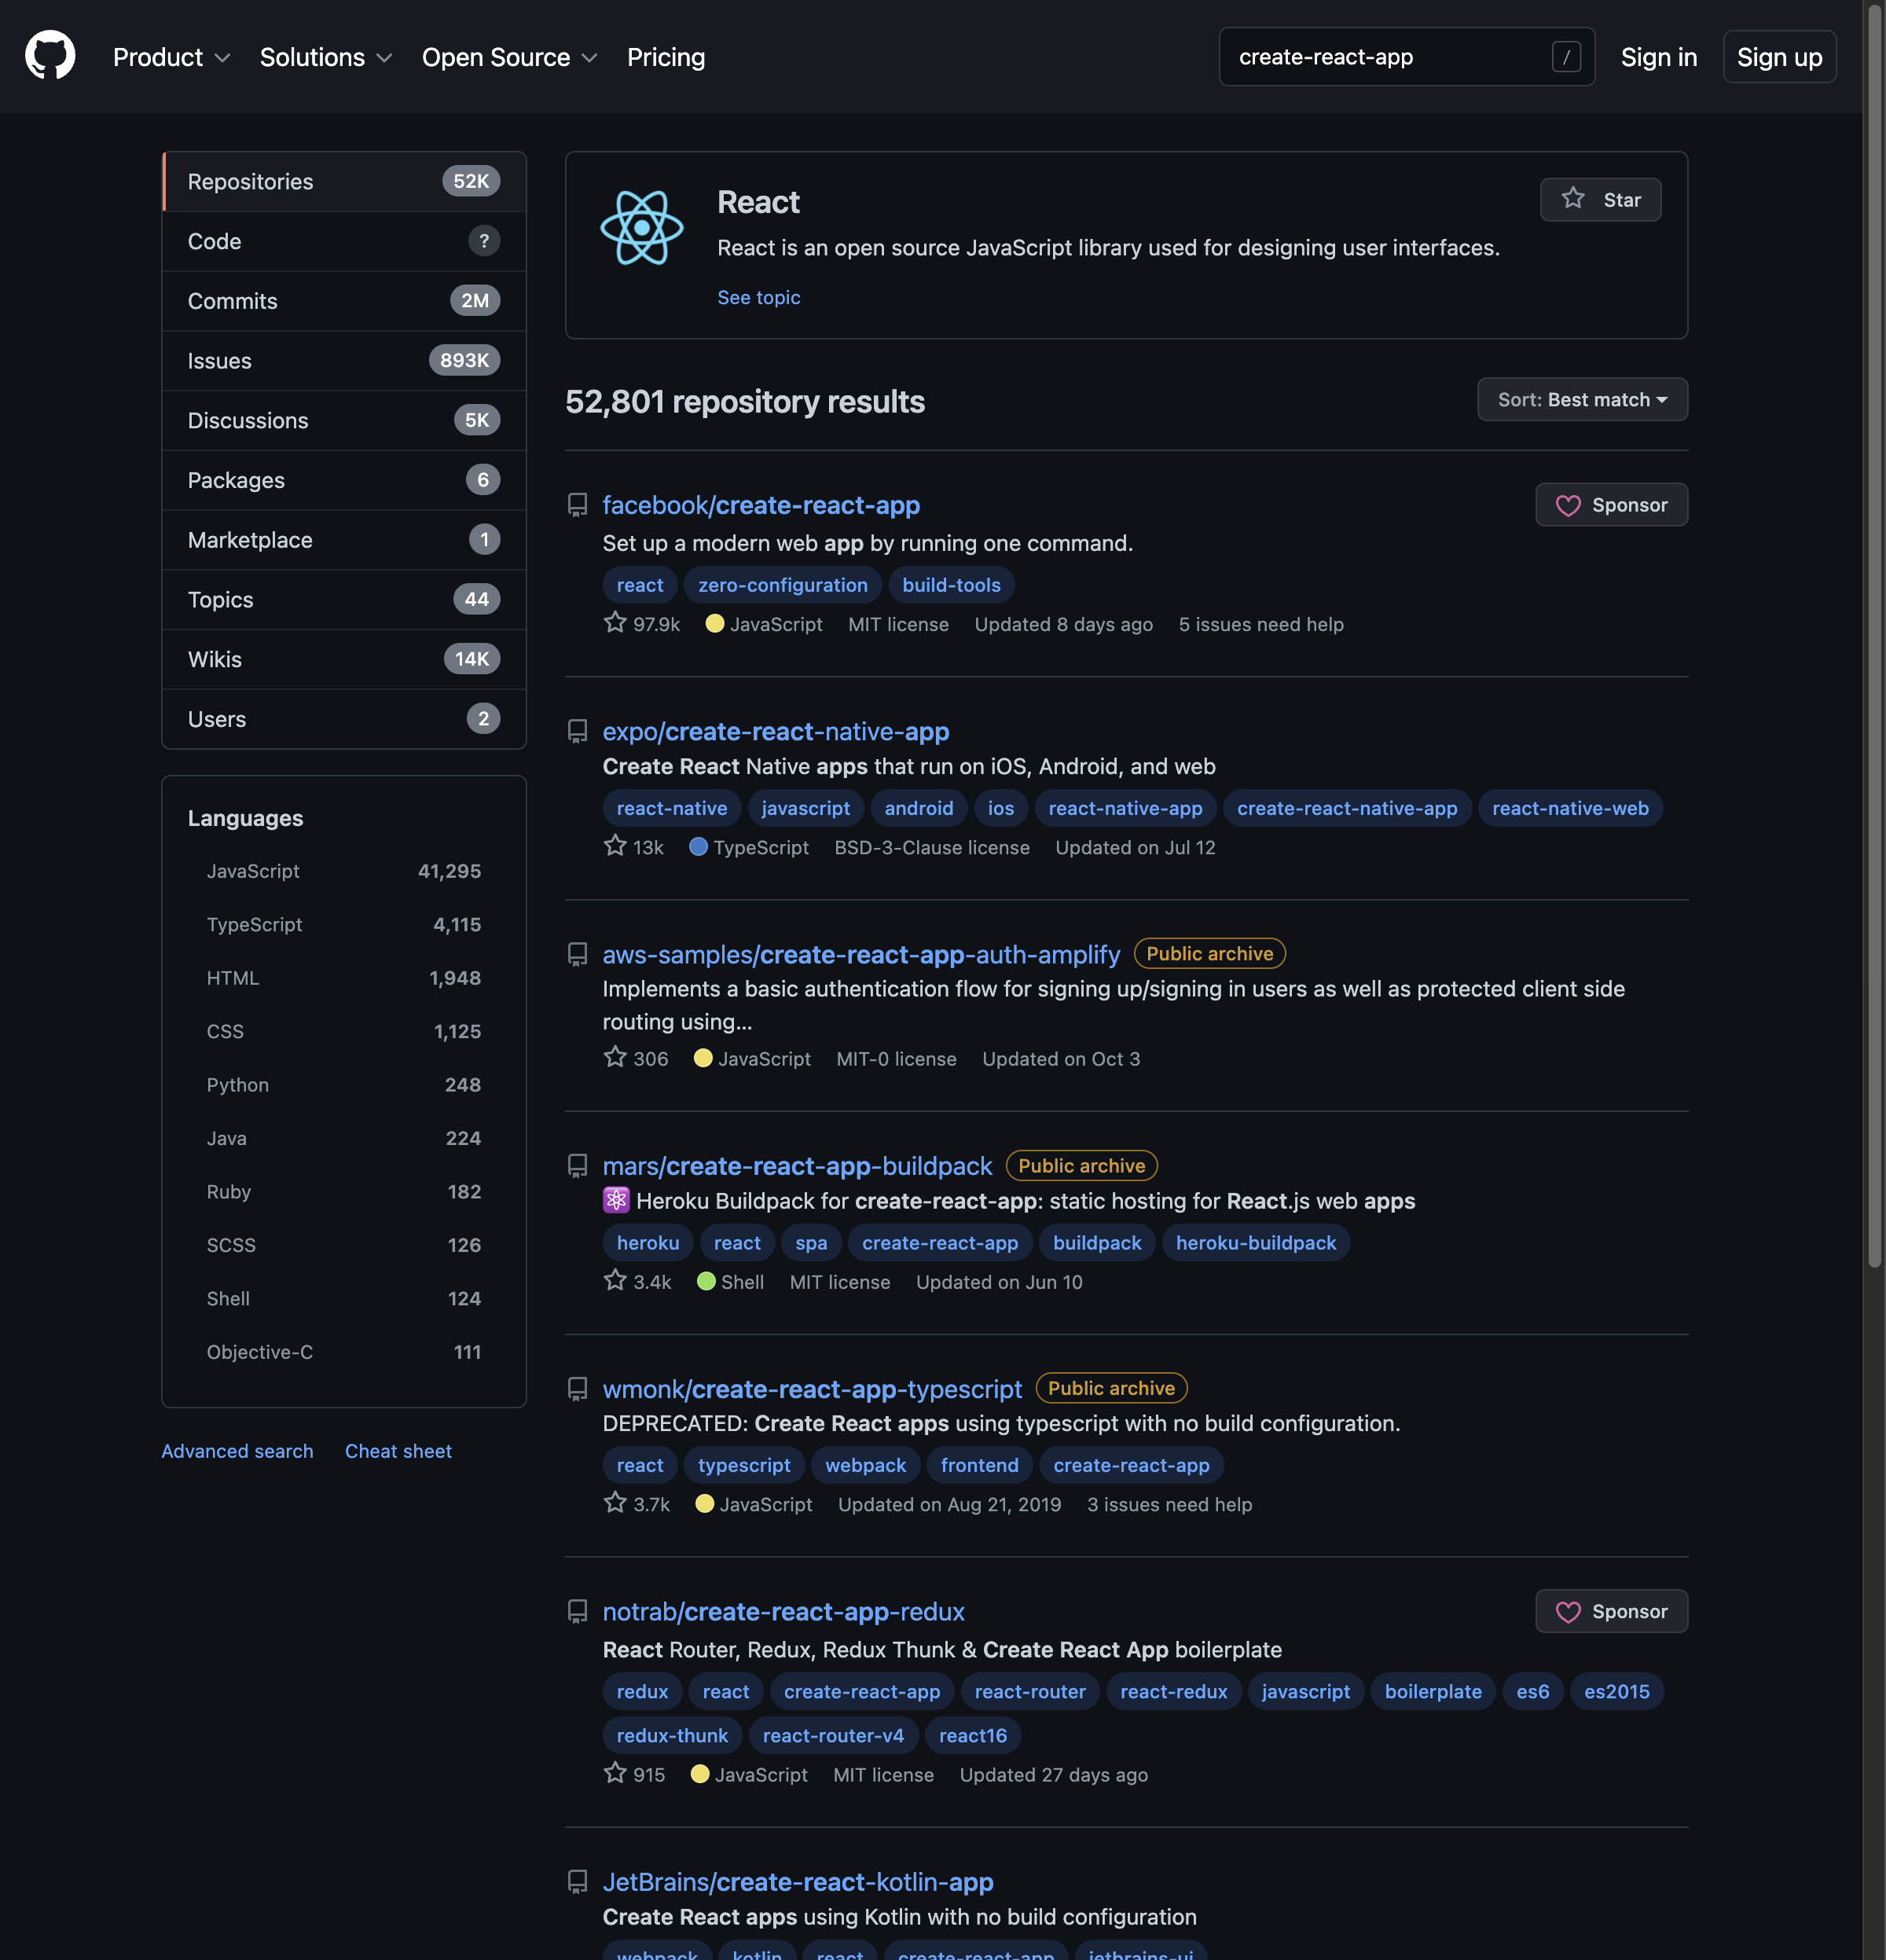 Product Solutions Open Source Pricing create-react-app / Sign in Sign up
Repositories 52K
Code ?
Commits 2M
Issues 893K
Discussions 5K
Packages 6
Marketplace 1
Topics 44
Wikis 14K
Users 2
Languages
JavaScript 41,295
TypeScript 4,115
HTML 1,948
CSS 1,125
Python 248
Java 224
Ruby 182
SCSS 126
Shell 124
Objective-C 111
Advanced search Cheat sheet
React Star
React is an open source JavaScript library used for designing user interfaces.
See topic
52,801 repository results Sort: Best match
facebook/create-react-app Sponsor
Set up a modern web app by running one command.
react zero-configuration build-tools
97.9k JavaScript MIT license Updated 8 days ago 5 issues need help
expo/create-react-native-app
Create React Native apps that run on iOS, Android, and web
react-native javascript android ios react-native-app create-react-native-app react-native-web
13k TypeScript BSD-3-Clause license Updated on Jul 12
aws-samples/create-react-app-auth-amplify Public archive
Implements a basic authentication flow for signing up/signing in users as well as protected client side
routing using...
306 JavaScript MIT-0 license Updated on Oct 3
mars/create-react-app-buildpack Public archive
⚛️ Heroku Buildpack for create-react-app: static hosting for React.js web apps
heroku react spa create-react-app buildpack heroku-buildpack
3.4k Shell MIT license Updated on Jun 10
wmonk/create-react-app-typescript Public archive
DEPRECATED: Create React apps using typescript with no build configuration.
react typescript webpack frontend create-react-app
3.7k JavaScript Updated on Aug 21, 2019 3 issues need help
notrab/create-react-app-redux Sponsor
React Router, Redux, Redux Thunk & Create React App boilerplate
redux react create-react-app react-router react-redux javascript boilerplate es6 es2015
redux-thunk react-router-v4 react16
915 JavaScript MIT license Updated 27 days ago
JetBrains/create-react-kotlin-app
Create React apps using Kotlin with no build configuration
webpack kotlin react create-react-app jetbrains-ui